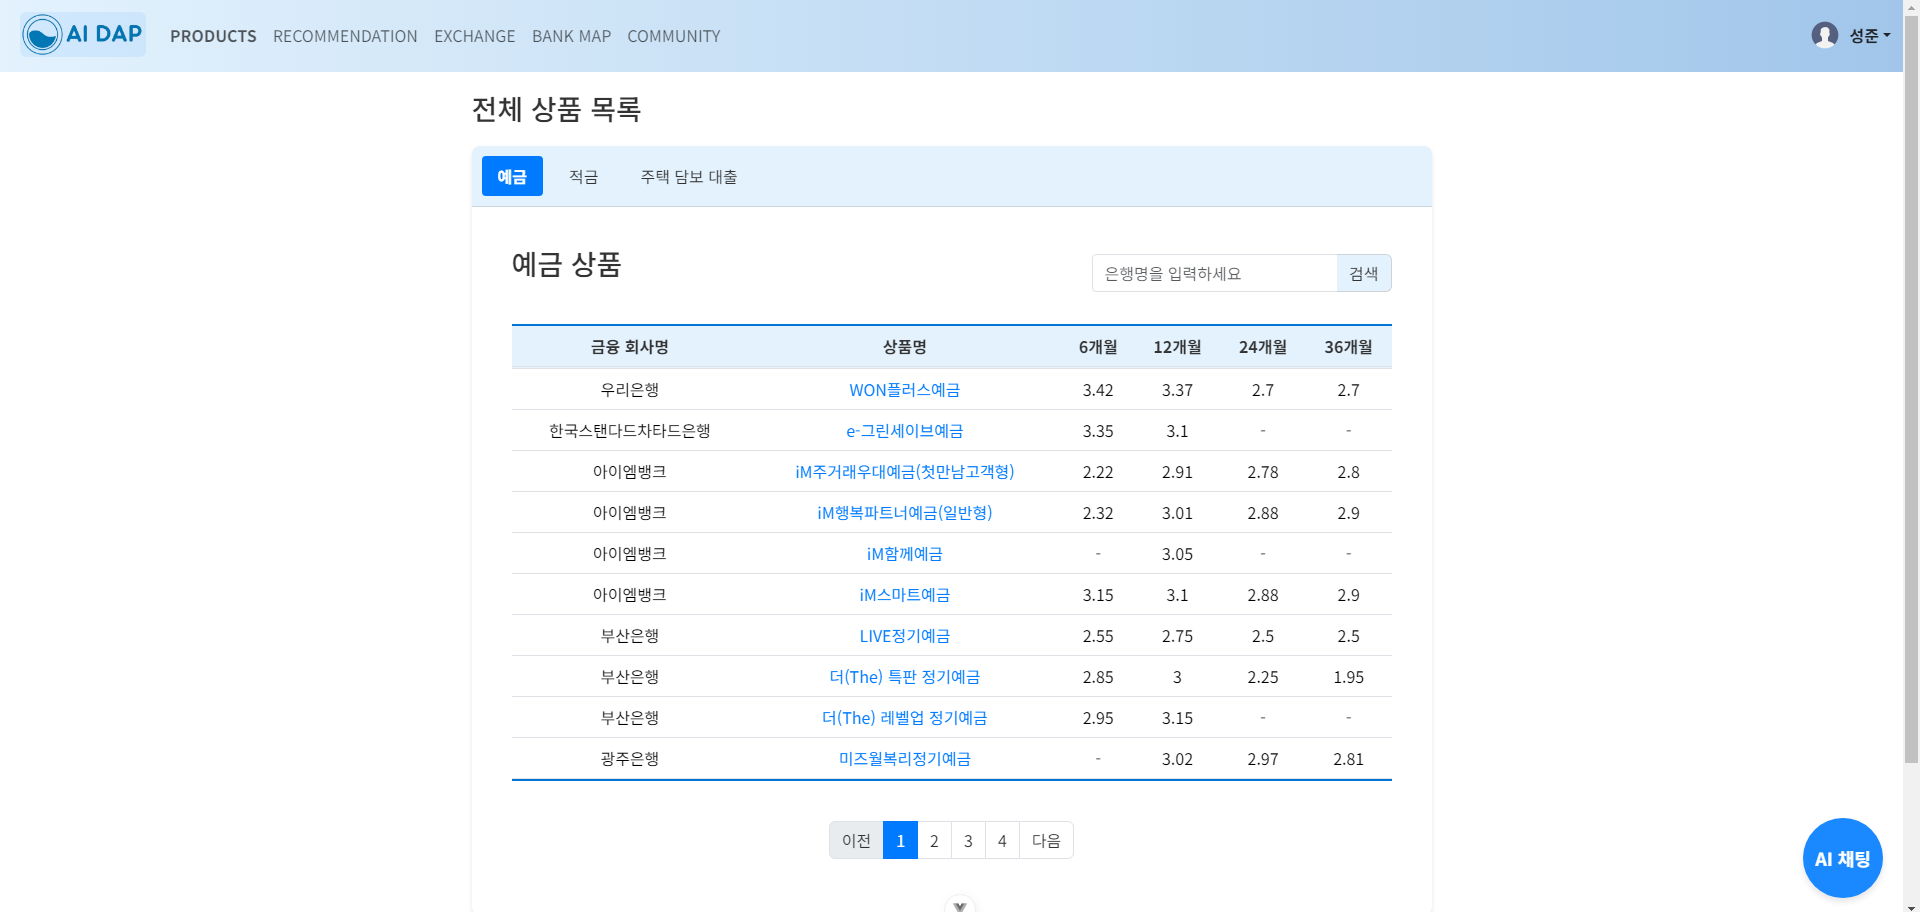 AI DAP PRODUCTS RECOMMENDATION EXCHANGE BANK MAP COMMUNITY 성준
전체 상품 목록
예금 적금 주택 담보 대출
예금 상품
은행명을 입력하세요 검색
금융 회사명 상품명 6개월 12개월 24개월 36개월
우리은행 WON플러스예금 3.42 3.37 2.7 2.7
한국스탠다드차타드은행 e-그린세이브예금 3.35 3.1 - -
아이엠뱅크 iM주거래우대예금(첫만남고객형) 2.22 2.91 2.78 2.8
아이엠뱅크 iM행복파트너예금(일반형) 2.32 3.01 2.88 2.9
아이엠뱅크 iM함께예금 - 3.05 - -
아이엠뱅크 iM스마트예금 3.15 3.1 2.88 2.9
부산은행 LIVE정기예금 2.55 2.75 2.5 2.5
부산은행 더(The) 특판 정기예금 2.85 3 2.25 1.95
부산은행 더(The) 레벨업 정기예금 2.95 3.15 - -
광주은행 미즈월복리정기예금 - 3.02 2.97 2.81
이전 1 2 3 4 다음
AI 채팅